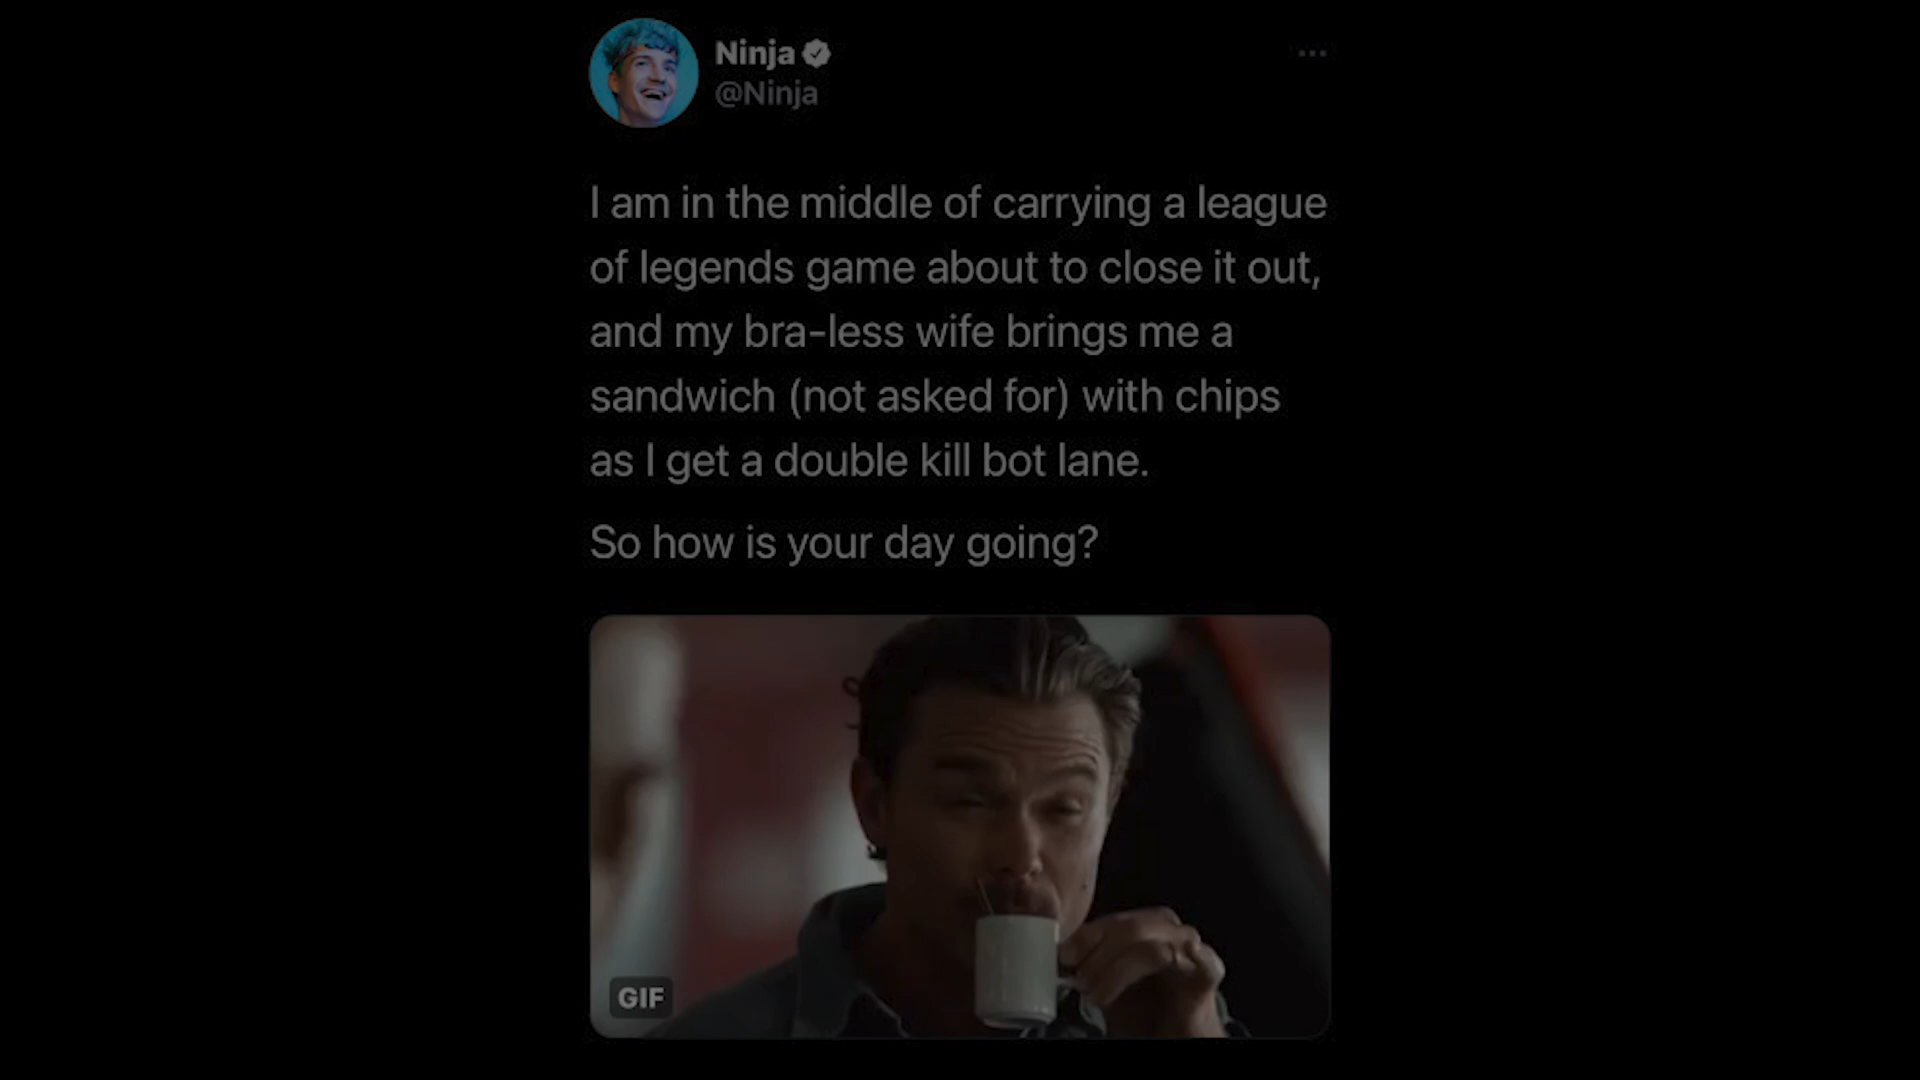 Ninja
@Ninja
I am in the middle of carrying a league
of legends game about to close it out,
and my bra-less wife brings me a
sandwich (not asked for) with chips
as I get a double kill bot lane.
So how is your day going?
GIF